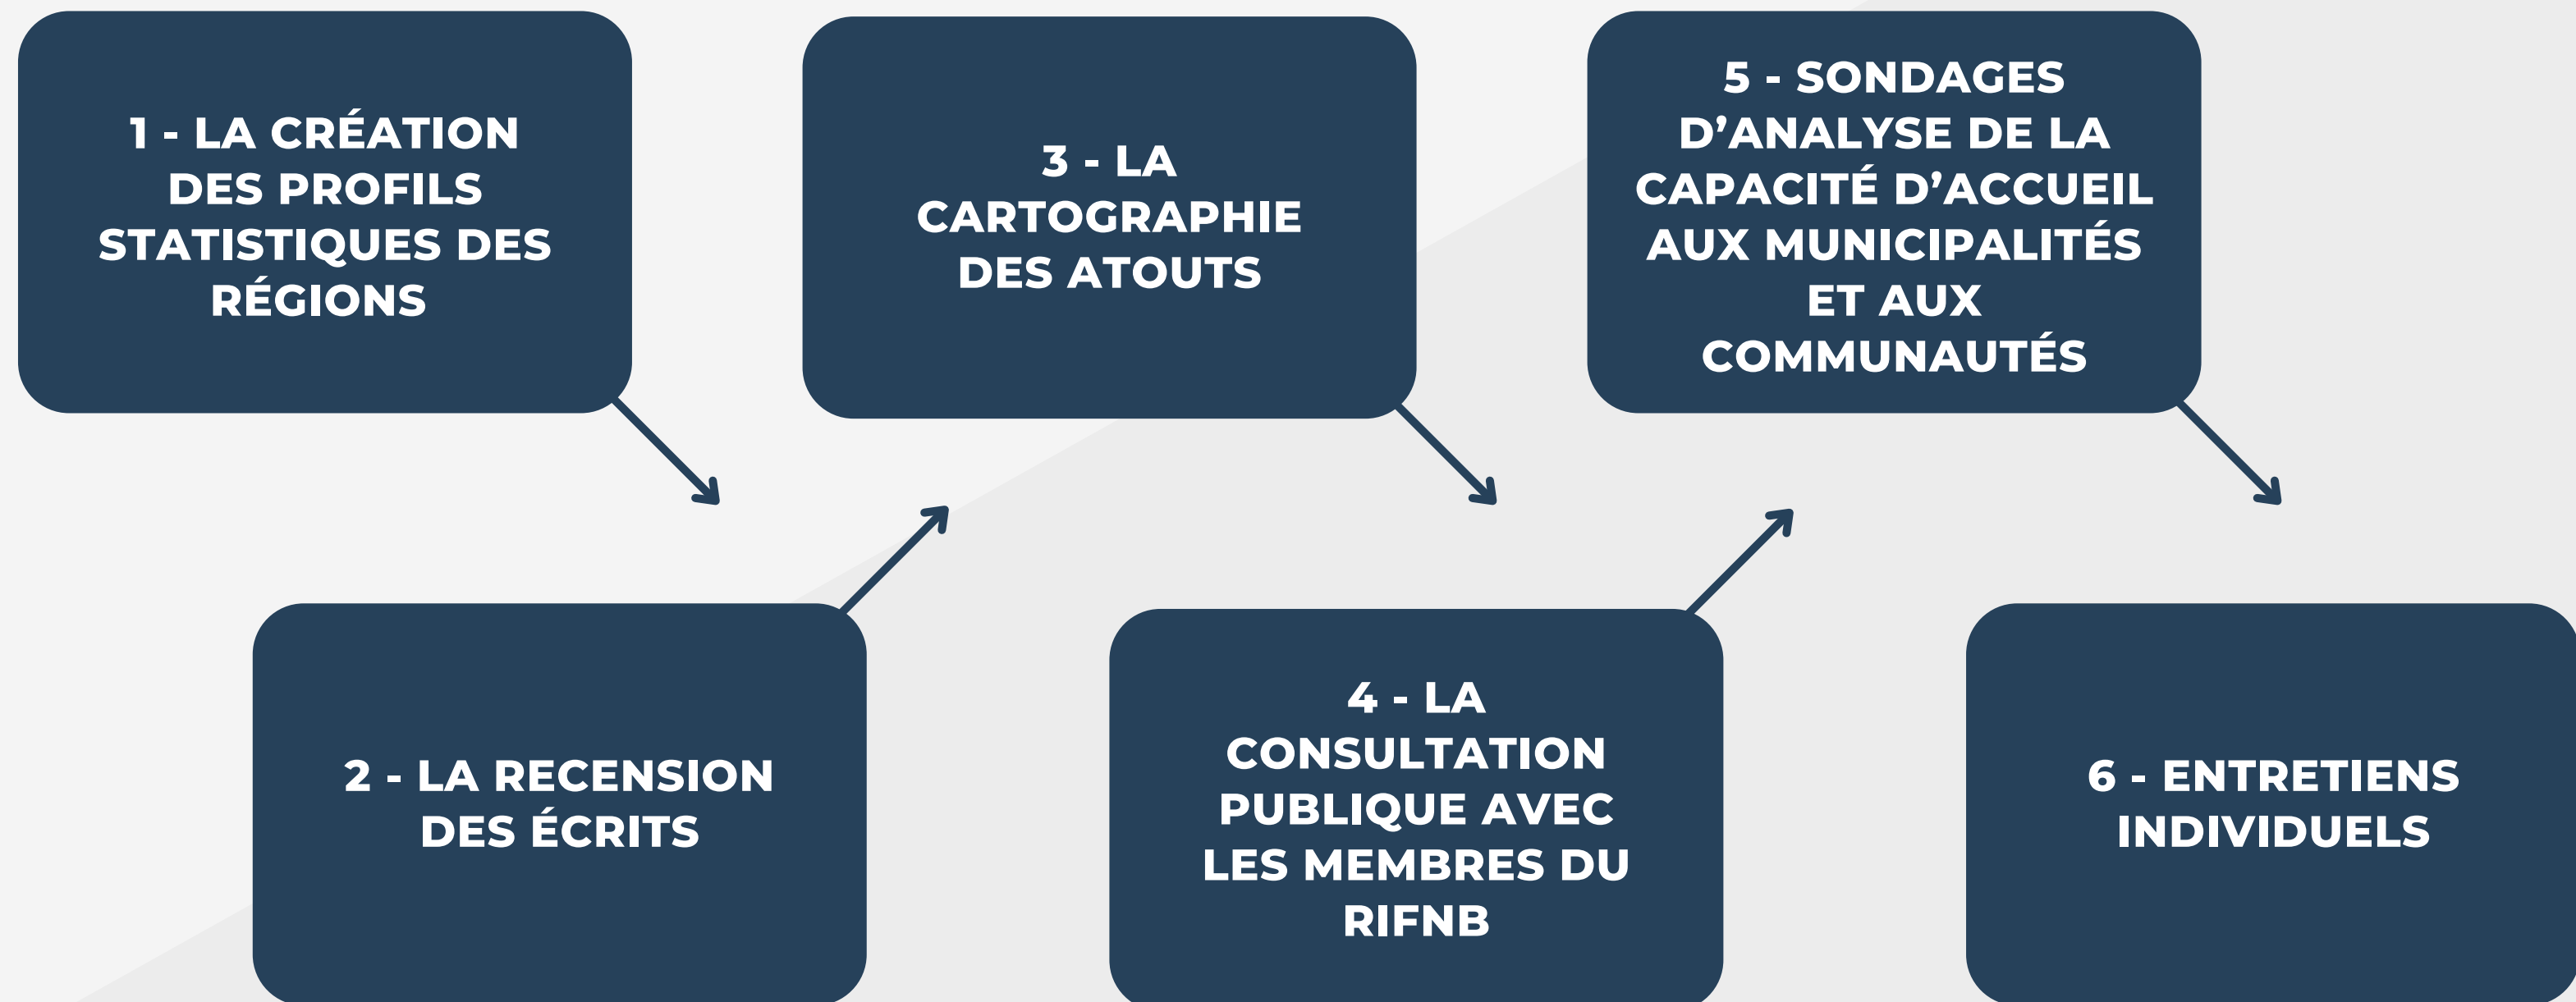 1 - LA CRÉATION
DES PROFILS
STATISTIQUES DES
RÉGIONS
2 - LA RECENSION
DES ÉCRITS
3 - LA
CARTOGRAPHIE
DES ATOUTS
4 - LA
CONSULTATION
PUBLIQUE AVEC
LES MEMBRES DU
RIFNB
5 - SONDAGES
D’ANALYSE DE LA
CAPACITÉ D’ACCUEIL
AUX MUNICIPALITÉS
ET AUX
COMMUNAUTÉS
6 - ENTRETIENS
INDIVIDUELS